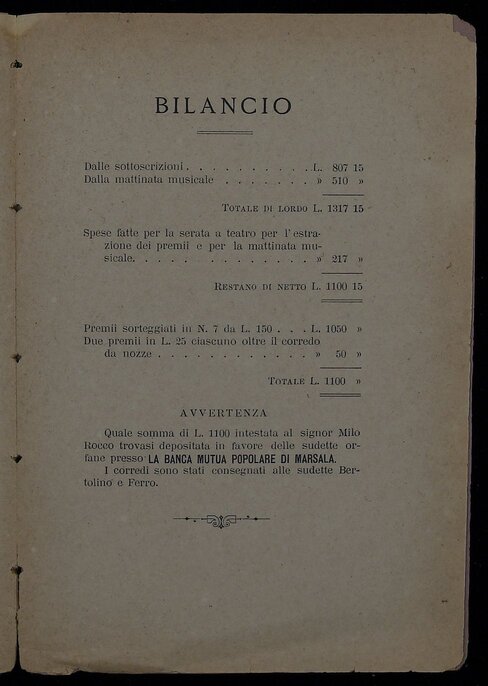 BILANCIO
Dalle sottoscrizioni . . . . . . . . . . L. 807 15
Dalla mattinata musicale . . . . . . . » 510 »
TOTALE DI LORDO L. 1317 15
Spese fatte per la serata a teatro per l'estra-
zione dei premii e per la mattinata mu-
sicale. . . . . . . . . . . . . . » 217 »
RESTANO DI NETTO L. 1100 15
Premii sorteggiati in N. 7 da L. 150 . . . L. 1050 »
Due premii in L. 25 ciascuno oltre il corredo
da nozze . . . . . . . . . . . . » 50 »
TOTALE L. 1100 »
AVVERTENZA
Quale somma di L. 1100 intestata al signor Milo
Rocco trovasi depositata in favore delle sudette or-
fane presso LA BANCA MUTUA POPOLARE DI MARSALA.
I corredi sono stati consegnati alle sudette Ber-
tolino e Ferro.